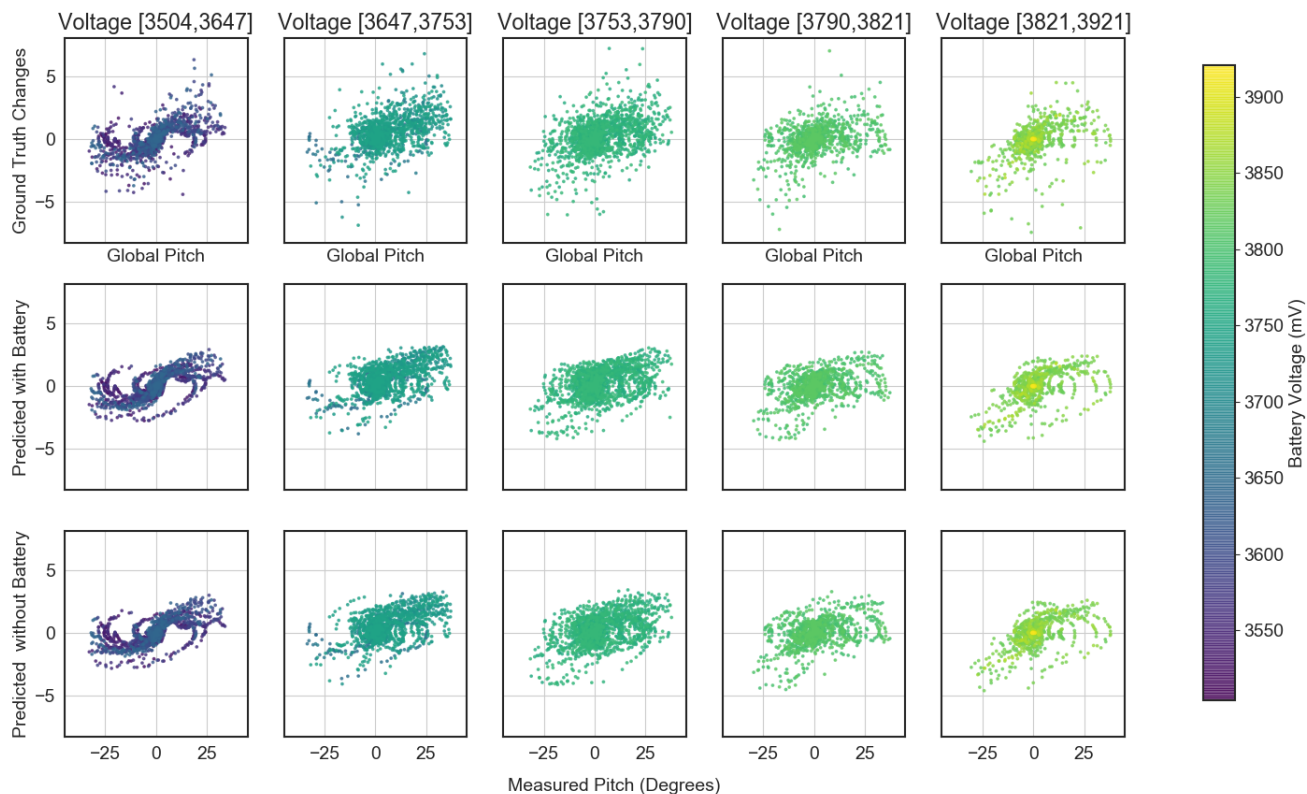 Voltage [3504,3647]
Voltage [3647,3753]
Voltage [3753,3790]
Voltage [3790,3821]
Voltage [3821,3921]
Ground Truth Changes
5
0
−5
Global Pitch
Global Pitch
Global Pitch
Global Pitch
Global Pitch
Predicted with Battery
5
0
−5
Predicted without Battery
5
0
−5
−25 0 25
−25 0 25
−25 0 25
−25 0 25
−25 0 25
Measured Pitch (Degrees)
3900
3850
3800
3750
3700
3650
3600
3550
Battery Voltage (mV)